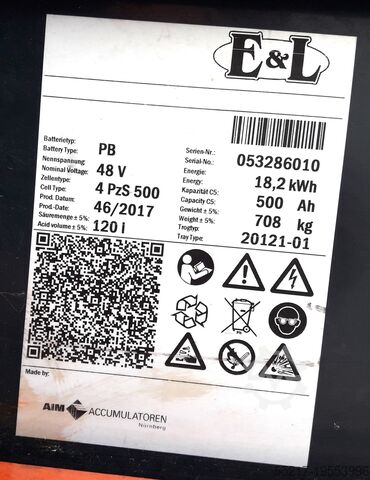 E&L
Batterietyp:
Battery Type: PB
Nennspannung:
Nominal Voltage: 48 V
Zellentyp:
Cell Type: 4 PzS 500
Prod. Datum:
Prod.-Date: 46/2017
Säuremenge ± 5%:
Acid volume ± 5%: 120 l
Serien-Nr.:
Serial-No.: 053286010
Energie:
Energy: 18,2 kWh
Kapazität C5:
Capacity C5: 500 Ah
Gewicht ± 5%:
Weight ± 5%: 708 kg
Trogtyp:
Tray Type: 20121-01
Pb
Made by:
AIM ACCUMULATOREN
Nürnberg